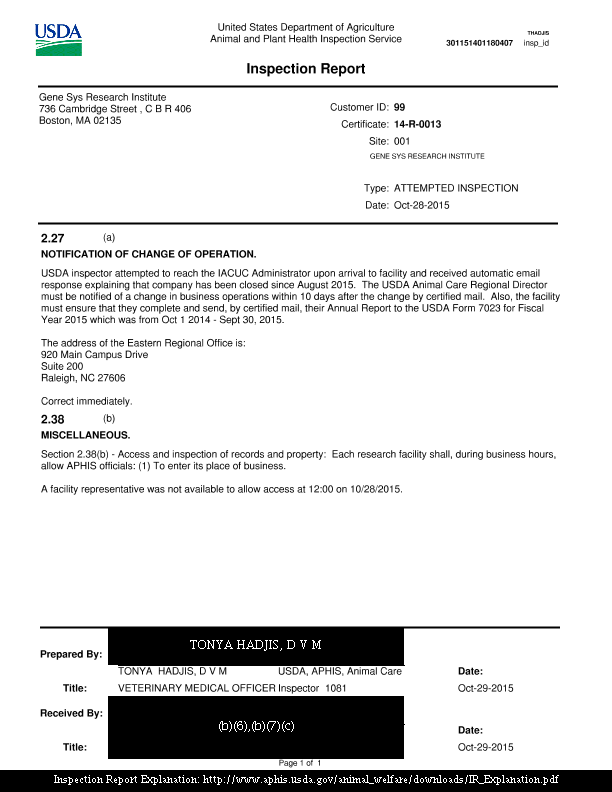 USDA
United States Department of Agriculture
Animal and Plant Health Inspection Service
THADJIS
301151401180407 insp_id
Inspection Report
Gene Sys Research Institute
736 Cambridge Street , C B R 406
Boston, MA 02135
Customer ID: 99
Certificate: 14-R-0013
Site: 001
GENE SYS RESEARCH INSTITUTE
Type: ATTEMPTED INSPECTION
Date: Oct-28-2015
2.27 (a)
NOTIFICATION OF CHANGE OF OPERATION.
USDA inspector attempted to reach the IACUC Administrator upon arrival to facility and received automatic email
response explaining that company has been closed since August 2015. The USDA Animal Care Regional Director
must be notified of a change in business operations within 10 days after the change by certified mail. Also, the facility
must ensure that they complete and send, by certified mail, their Annual Report to the USDA Form 7023 for Fiscal
Year 2015 which was from Oct 1 2014 - Sept 30, 2015.
The address of the Eastern Regional Office is:
920 Main Campus Drive
Suite 200
Raleigh, NC 27606
Correct immediately.
2.38 (b)
MISCELLANEOUS.
Section 2.38(b) - Access and inspection of records and property: Each research facility shall, during business hours,
allow APHIS officials: (1) To enter its place of business.
A facility representative was not available to allow access at 12:00 on 10/28/2015.
TONYA HADJIS, D V M
Prepared By:
TONYA HADJIS, D V M USDA, APHIS, Animal Care Date:
Title: VETERINARY MEDICAL OFFICER Inspector 1081 Oct-29-2015
Received By:
(b)(6),(b)(7)(c)
Date:
Title: Oct-29-2015
Page 1 of 1
Inspection Report Explanation: http://www.aphis.usda.gov/animal_welfare/downloads/IR_Explanation.pdf